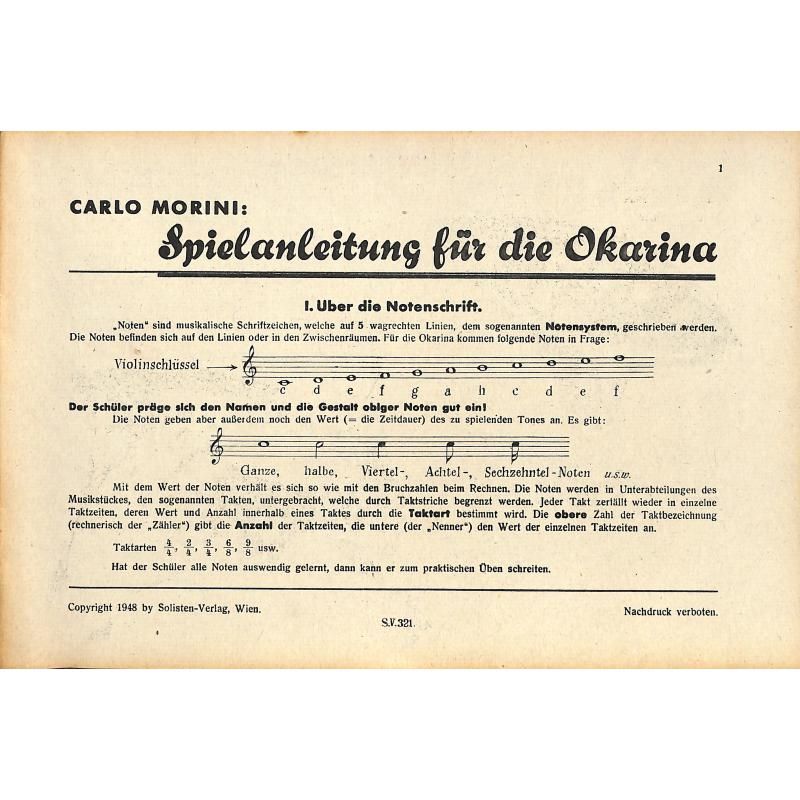 1
CARLO MORINI:
Spielanleitung für die Okarina
I. Uber die Notenschrift.
„Noten" sind musikalische Schriftzeichen, welche auf 5 wagrechten Linien, dem sogenannten Notensystem, geschrieben werden.
Die Noten befinden sich auf den Linien oder in den Zwischenräumen. Für die Okarina kommen folgende Noten in Frage:
Violinschlüssel
c d e f g a h c d e f
Der Schüler präge sich den Namen und die Gestalt obiger Noten gut ein!
Die Noten geben aber außerdem noch den Wert (= die Zeitdauer) des zu spielenden Tones an. Es gibt:
Ganze, halbe, Viertel-, Achtel-, Sechzehntel-Noten u.s.w.
Mit dem Wert der Noten verhält es sich so wie mit den Bruchzahlen beim Rechnen. Die Noten werden in Unterabteilungen des
Musikstückes, den sogenannten Takten, untergebracht, welche durch Taktstriche begrenzt werden. Jeder Takt zerfällt wieder in einzelne
Taktzeiten, deren Wert und Anzahl innerhalb eines Taktes durch die Taktart bestimmt wird. Die obere Zahl der Taktbezeichnung
(rechnerisch der „Zähler") gibt die Anzahl der Taktzeiten, die untere (der „Nenner") den Wert der einzelnen Taktzeiten an.
Taktarten 4/4, 2/4, 3/4, 6/8, 9/8 usw.
Hat der Schüler alle Noten auswendig gelernt, dann kann er zum praktischen Üben schreiten.
Copyright 1948 by Solisten-Verlag, Wien.
Nachdruck verboten.
S.V.321.